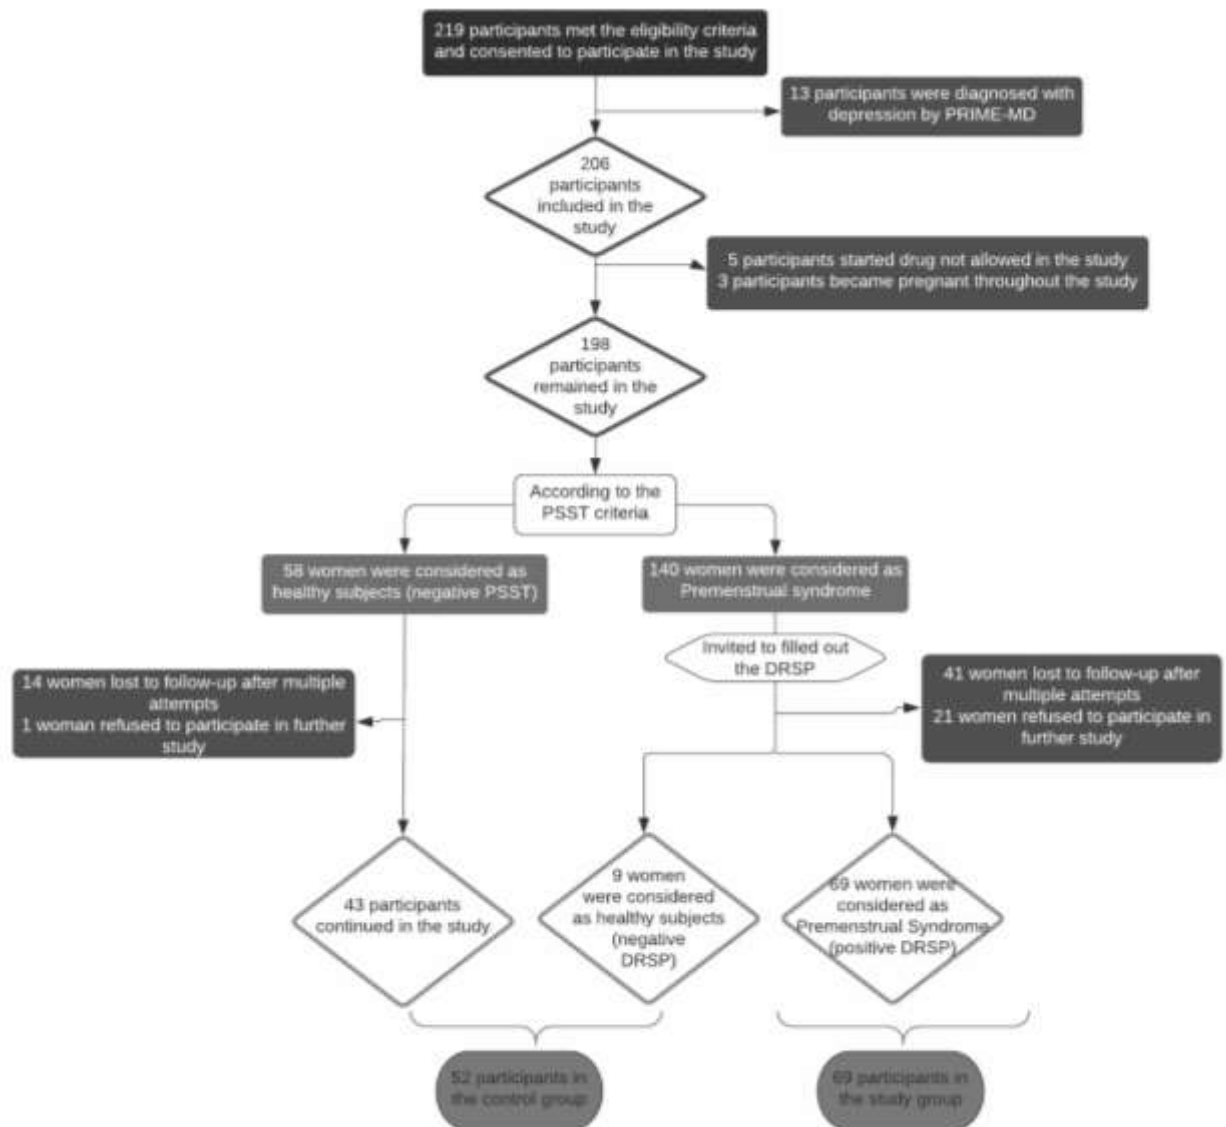 219 participants met the eligibility criteria
and consented to participate in the study
13 participants were diagnosed with
depression by PRIME-MD
206
participants
included in the
study
5 participants started drug not allowed in the study
3 participants became pregnant throughout the study
198
participants
remained in the
study
According to the
PSST criteria
58 women were considered as
healthy subjects (negative PSST)
140 women were considered as
Premenstrual syndrome
Invited to filled out
the DRSP
14 women lost to follow-up after multiple
attempts
1 woman refused to participate in further
study
41 women lost to follow-up after
multiple attempts
21 women refused to participate in
further study
43 participants
continued in the study
9 women
were considered
as healthy subjects
(negative
DRSP)
69 women were
considered as
Premenstrual Syndrome
(positive DRSP)
52 participants in
the control group
69 participants in
the study group